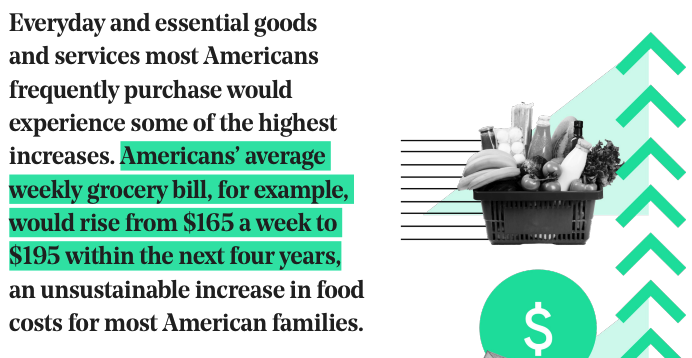 Everyday and essential goods
and services most Americans
frequently purchase would
experience some of the highest
increases. Americans’ average
weekly grocery bill, for example,
would rise from $165 a week to
$195 within the next four years,
an unsustainable increase in food
costs for most American families.
$